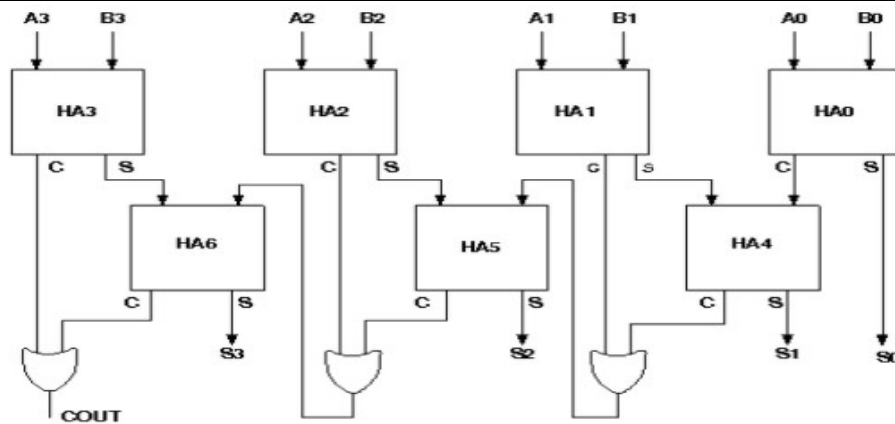 A3 B3 A2 B2 A1 B1 A0 B0
HA3 HA2 HA1 HA0
C S C S C S C S
HA6 HA5 HA4
C S C S C S
S3 S2 S1 S0
COUT